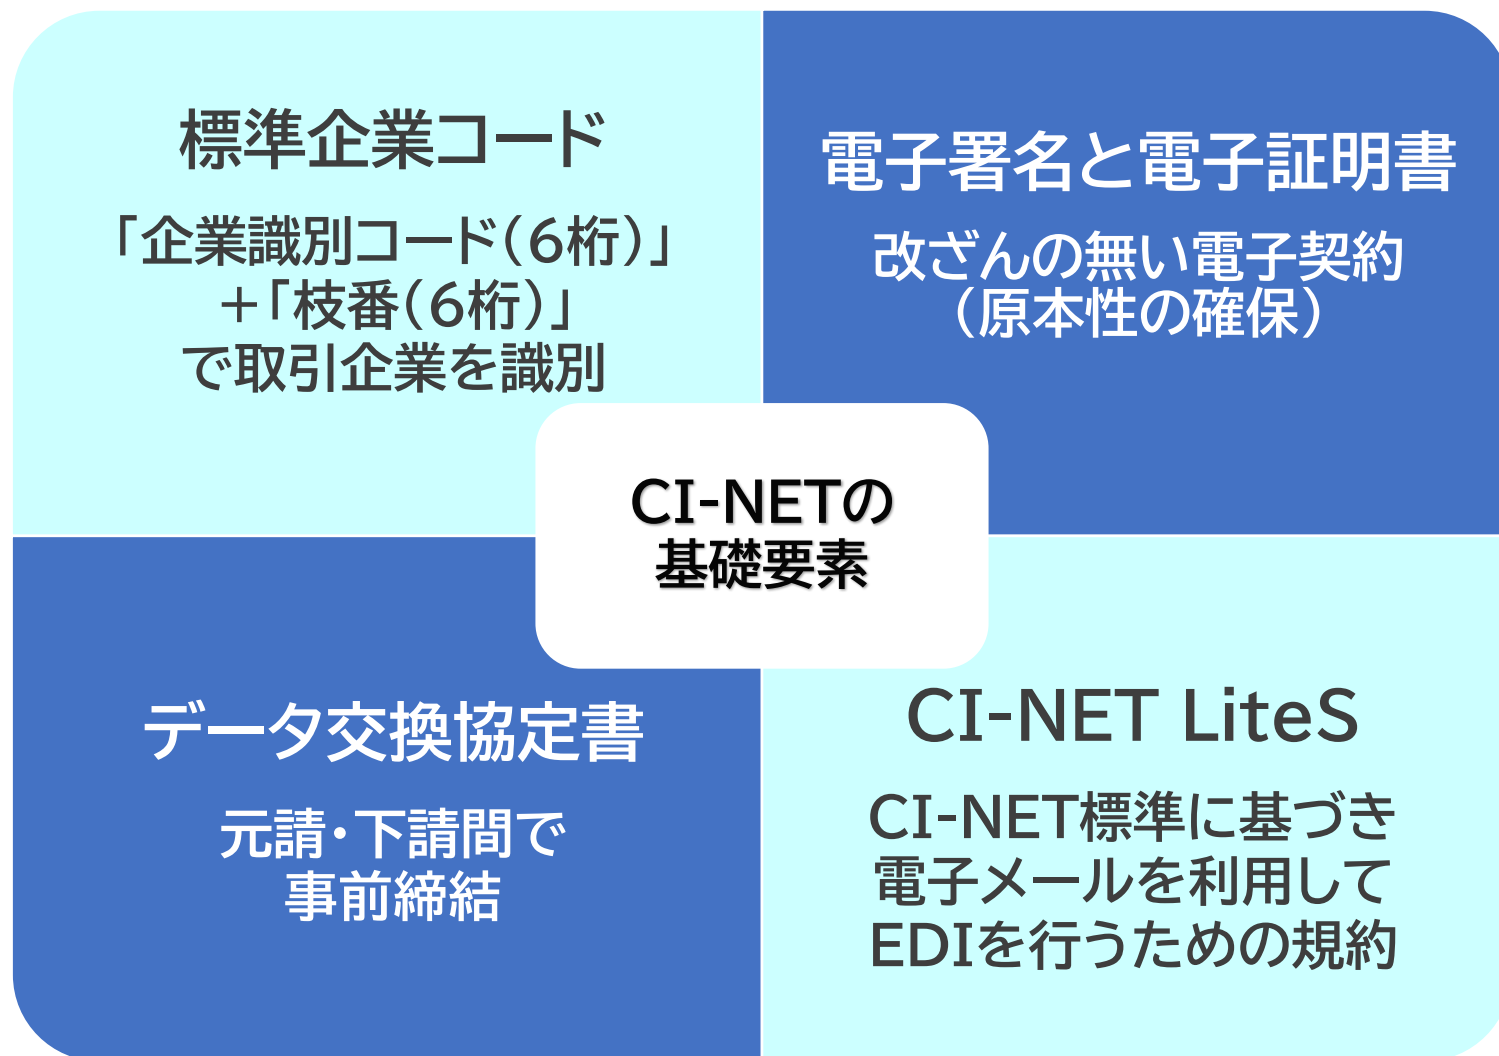 標準企業コード
「企業識別コード（6桁）」
＋「枝番（6桁）」
で取引企業を識別
電子署名と電子証明書
改ざんの無い電子契約
（原本性の確保）
CI-NETの
基礎要素
データ交換協定書
元請・下請間で
事前締結
CI-NET LiteS
CI-NET標準に基づき
電子メールを利用して
EDIを行うための規約